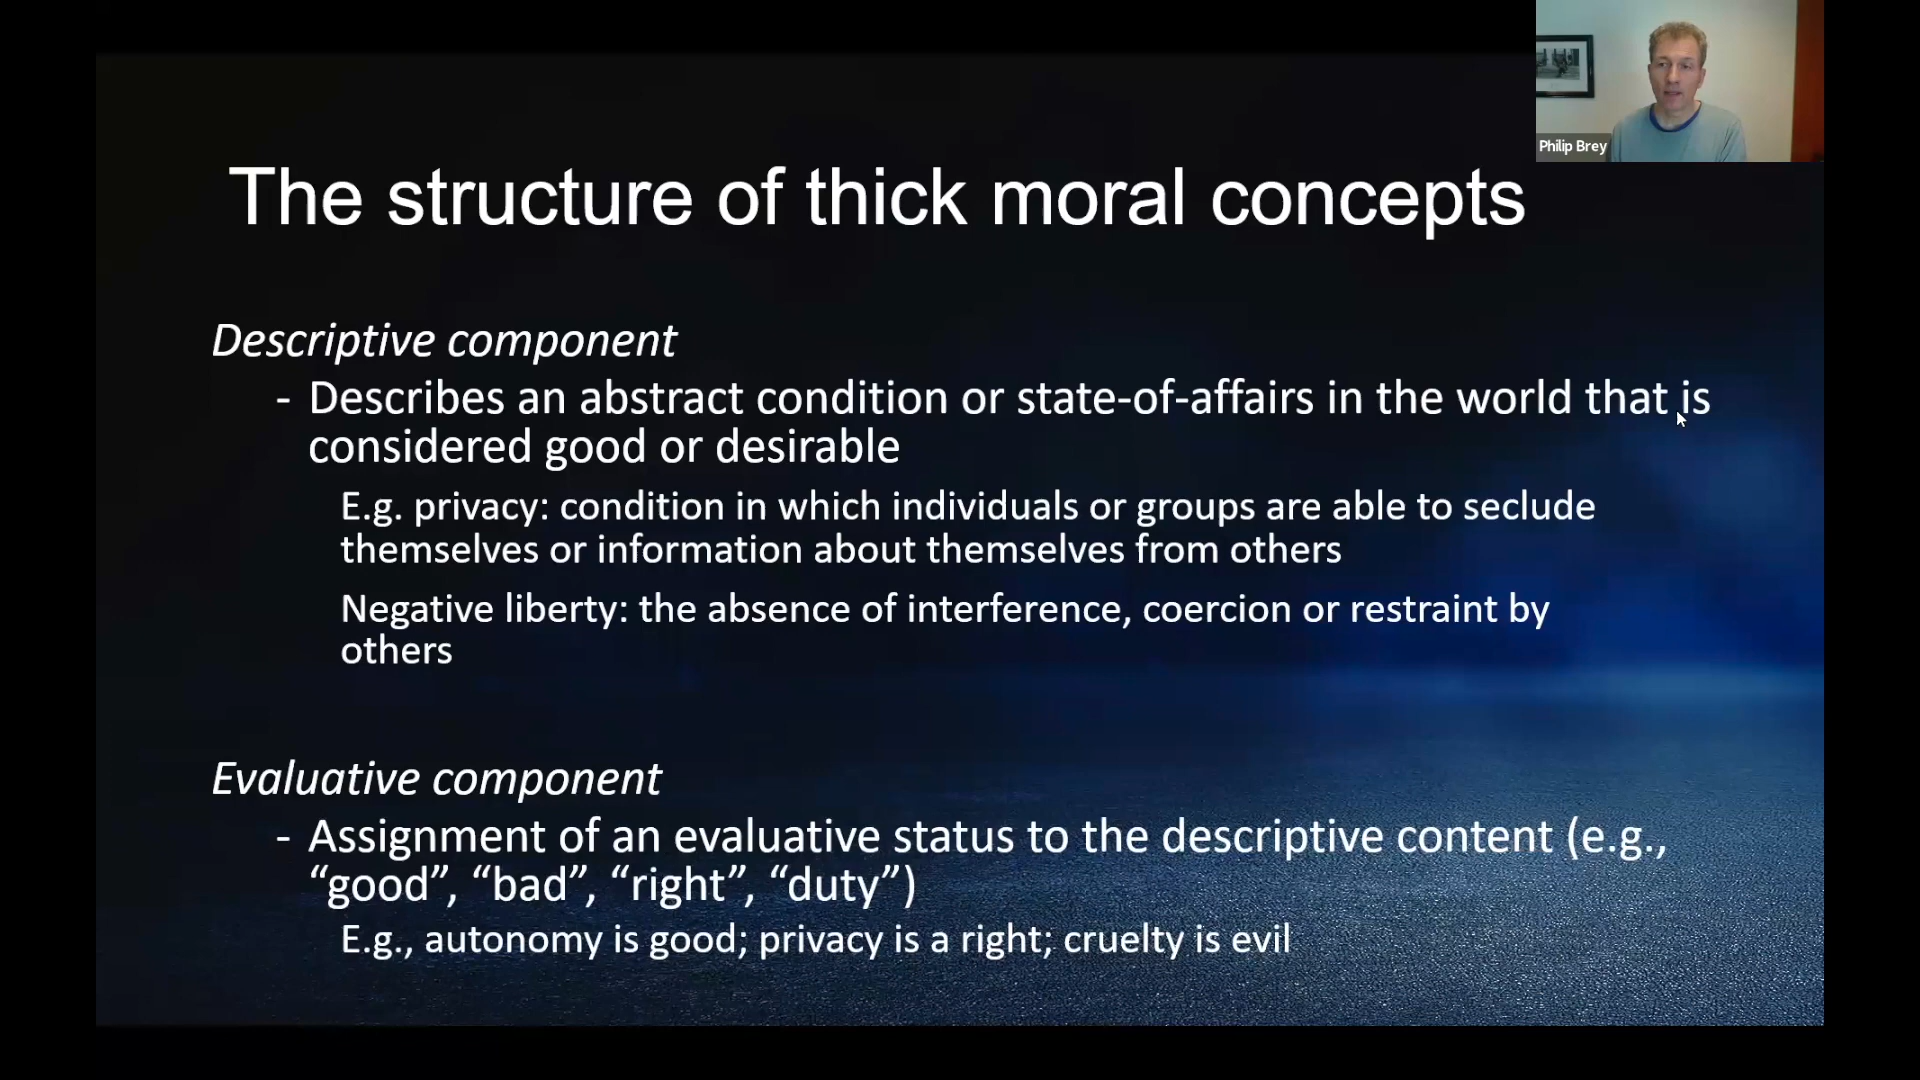 Philip Brey
The structure of thick moral concepts
Descriptive component
- Describes an abstract condition or state-of-affairs in the world that is
considered good or desirable
E.g. privacy: condition in which individuals or groups are able to seclude
themselves or information about themselves from others
Negative liberty: the absence of interference, coercion or restraint by
others
Evaluative component
- Assignment of an evaluative status to the descriptive content (e.g.,
“good”, “bad”, “right”, “duty”)
E.g., autonomy is good; privacy is a right; cruelty is evil